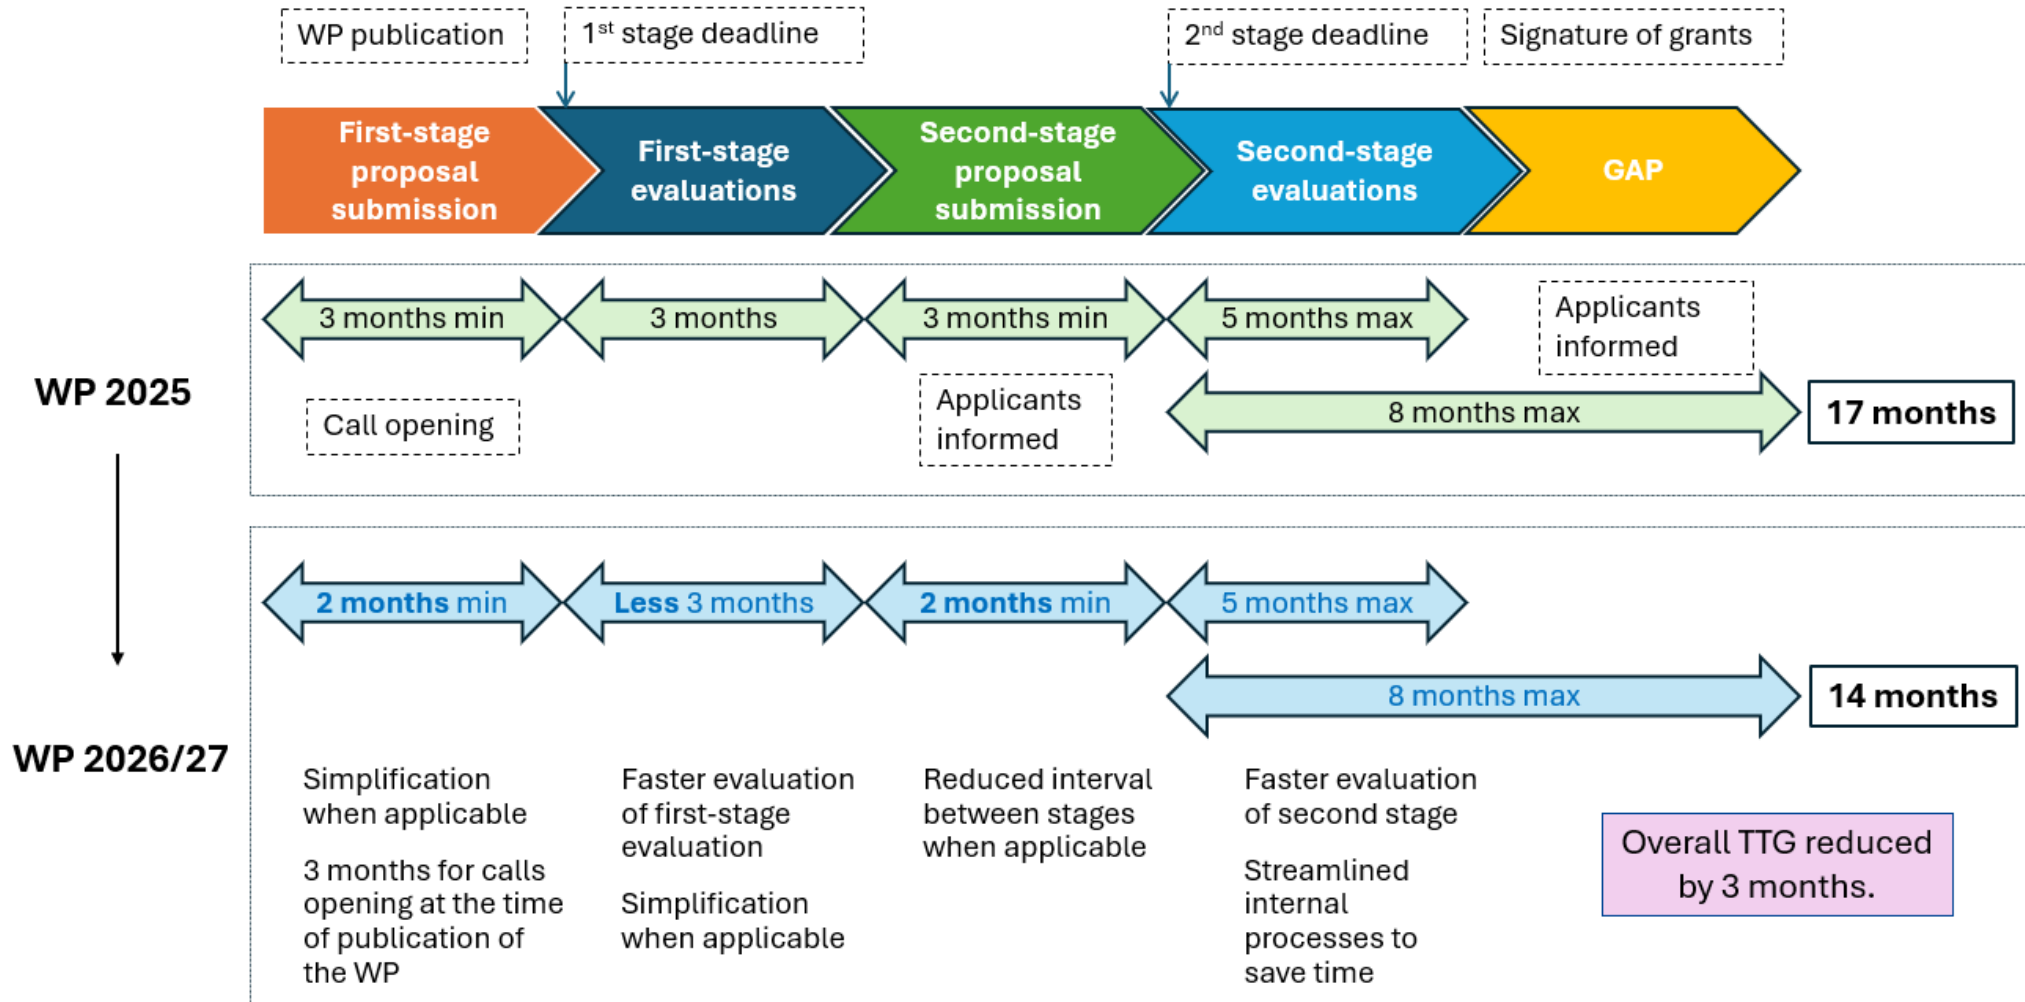 WP publication
1st stage deadline
2nd stage deadline
Signature of grants
First-stage
proposal
submission
First-stage
evaluations
Second-stage
proposal
submission
Second-stage
evaluations
GAP
WP 2025
3 months min
3 months
3 months min
5 months max
Applicants
informed
Call opening
Applicants
informed
8 months max
17 months
WP 2026/27
2 months min
Less 3 months
2 months min
5 months max
8 months max
14 months
Simplification
when applicable
3 months for calls
opening at the time
of publication of
the WP
Faster evaluation
of first-stage
evaluation
Simplification
when applicable
Reduced interval
between stages
when applicable
Faster evaluation
of second stage
Streamlined
internal
processes to
save time
Overall TTG reduced
by 3 months.